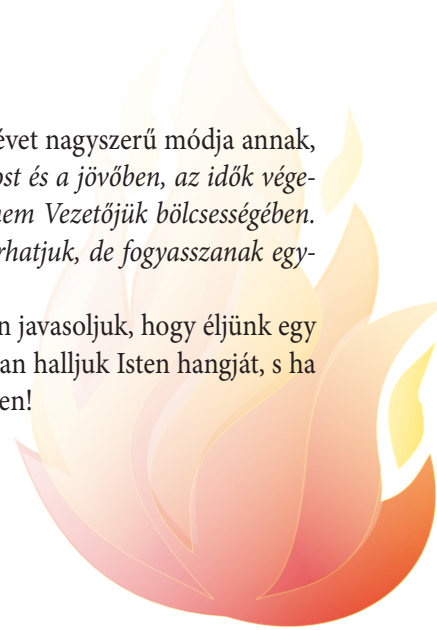 évet nagyszerű módja annak,
ost és a jövőben, az idők vége-
nem Vezetőjük bölcsességében.
rhatjuk, de fogyasszanak egy-
n javasoljuk, hogy éljünk egy
an halljuk Isten hangját, s ha
en!